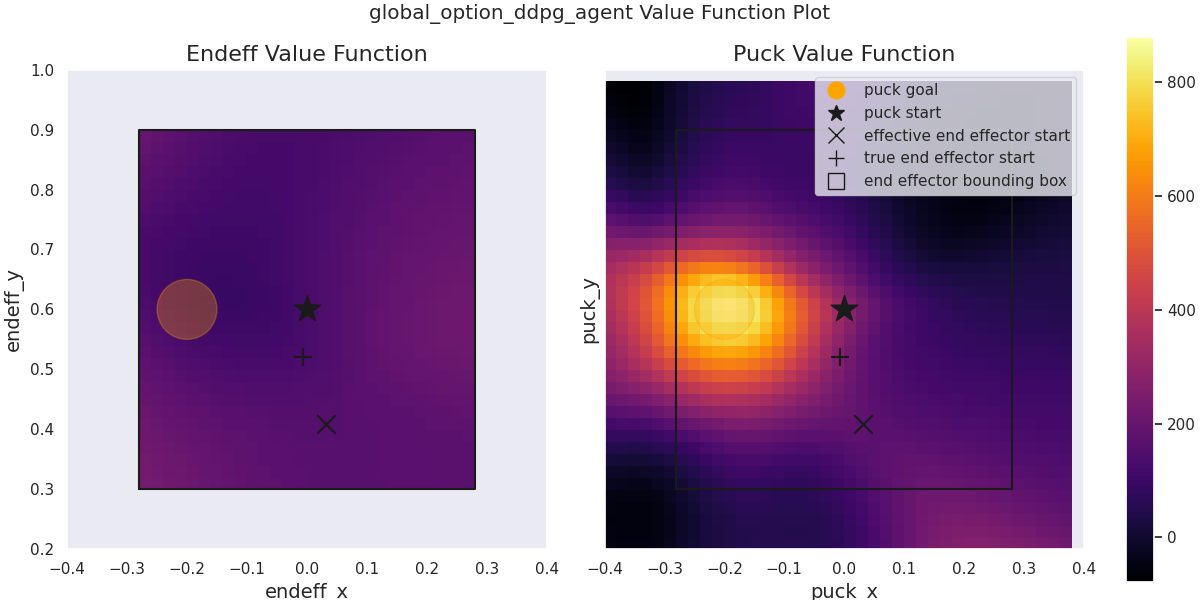 global_option_ddpg_agent Value Function Plot
Endeff Value Function
1.0
0.9
0.8
0.7
0.6
0.5
0.4
0.3
0.2
endeff_y
−0.4 −0.3 −0.2 −0.1 0.0 0.1 0.2 0.3 0.4
endeff_x
Puck Value Function
puck goal
puck start
effective end effector start
true end effector start
end effector bounding box
puck_y
−0.4 −0.3 −0.2 −0.1 0.0 0.1 0.2 0.3 0.4
puck_x
800
600
400
200
0